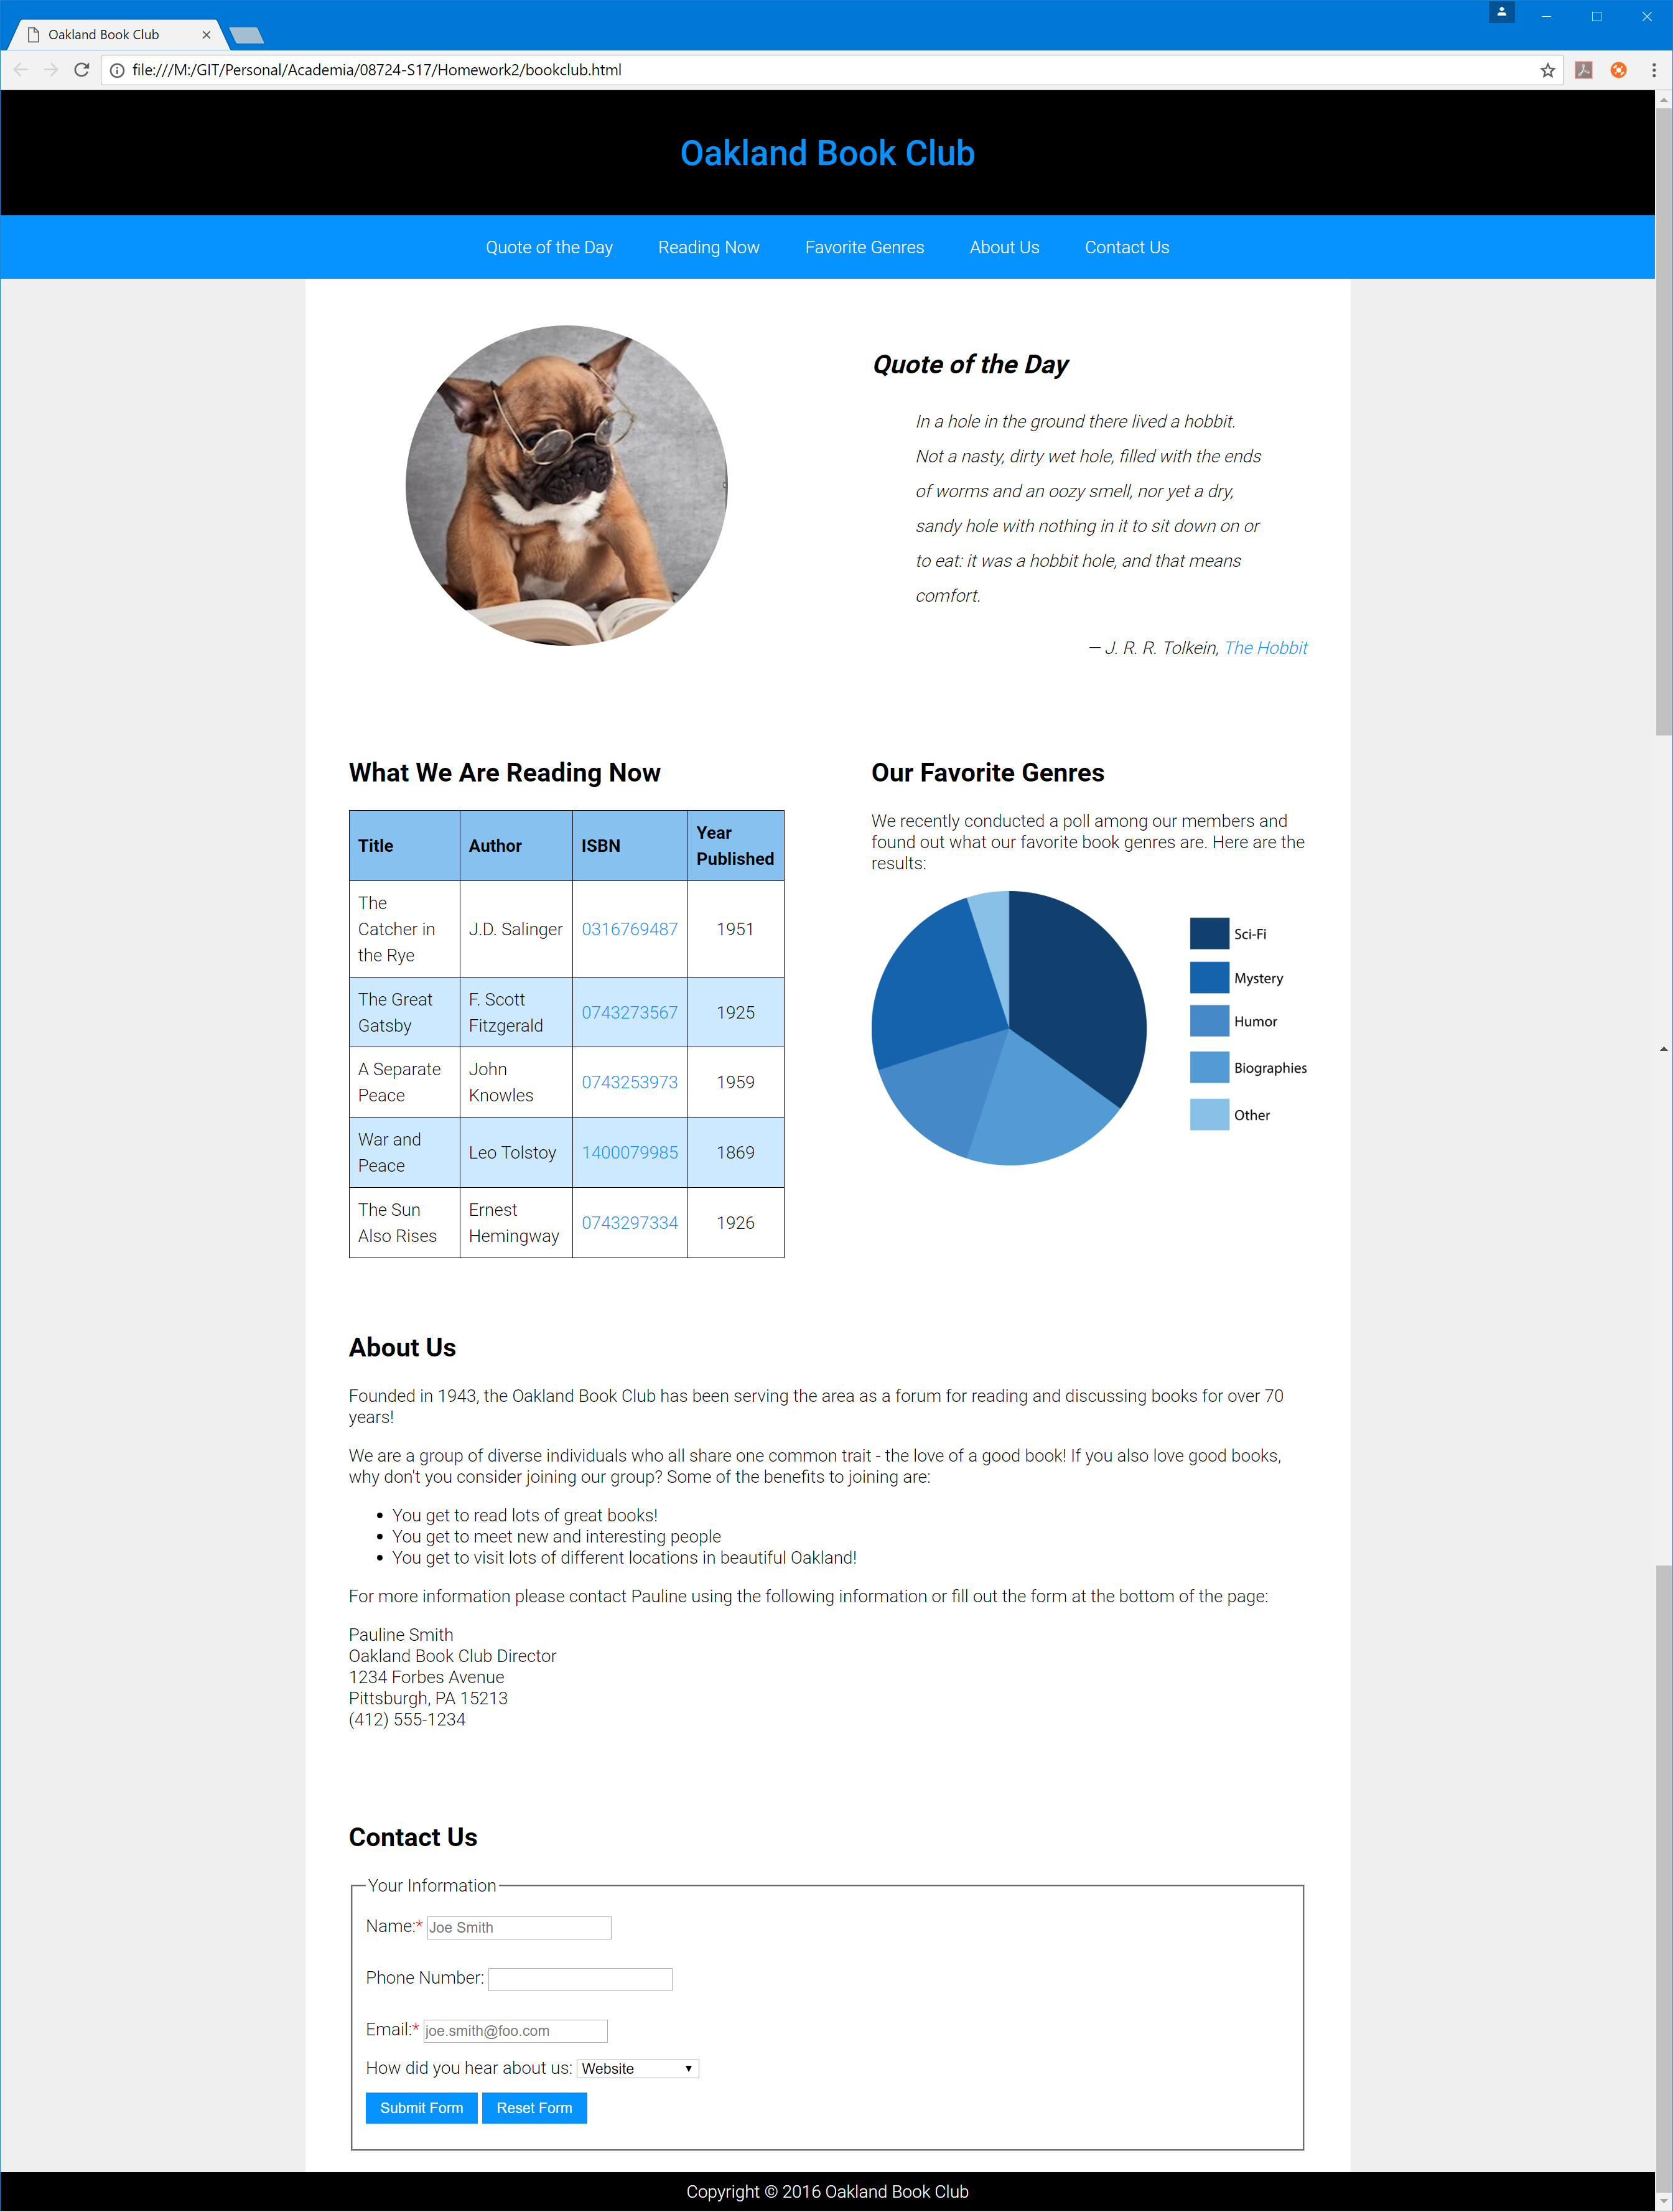 Oakland Book Club
file:///M:/GIT/Personal/Academia/08724-S17/Homework2/bookclub.html
Oakland Book Club
Quote of the Day Reading Now Favorite Genres About Us Contact Us
Quote of the Day
In a hole in the ground there lived a hobbit.
Not a nasty, dirty wet hole, filled with the ends
of worms and an oozy smell, nor yet a dry,
sandy hole with nothing in it to sit down on or
to eat: it was a hobbit hole, and that means
comfort.
— J. R. R. Tolkein, The Hobbit
What We Are Reading Now
Title Author ISBN Year
Published
The
Catcher in
the Rye
J.D. Salinger 0316769487 1951
The Great
Gatsby
F. Scott
Fitzgerald
0743273567 1925
A Separate
Peace
John
Knowles
0743253973 1959
War and
Peace
Leo Tolstoy 1400079985 1869
The Sun
Also Rises
Ernest
Hemingway
0743297334 1926
Our Favorite Genres
We recently conducted a poll among our members and
found out what our favorite book genres are. Here are the
results:
Sci-Fi
Mystery
Humor
Biographies
Other
About Us
Founded in 1943, the Oakland Book Club has been serving the area as a forum for reading and discussing books for over 70
years!
We are a group of diverse individuals who all share one common trait - the love of a good book! If you also love good books,
why don't you consider joining our group? Some of the benefits to joining are:
• You get to read lots of great books!
• You get to meet new and interesting people
• You get to visit lots of different locations in beautiful Oakland!
For more information please contact Pauline using the following information or fill out the form at the bottom of the page:
Pauline Smith
Oakland Book Club Director
1234 Forbes Avenue
Pittsburgh, PA 15213
(412) 555-1234
Contact Us
Your Information
Name:* Joe Smith
Phone Number:
Email:* joe.smith@foo.com
How did you hear about us: Website
Submit Form Reset Form
Copyright © 2016 Oakland Book Club